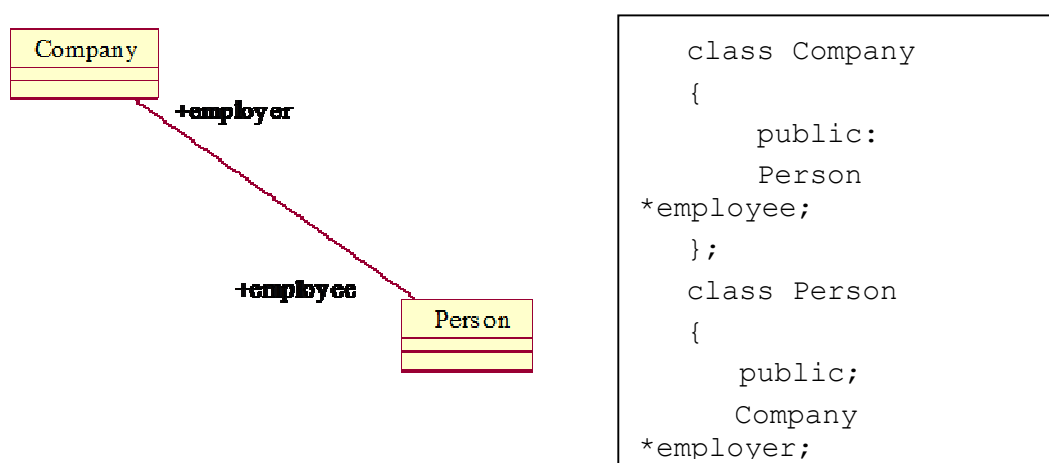 Company
+employer
+employee
Person
class Company
{
public:
Person
*employee;
};
class Person
{
public;
Company
*employer;